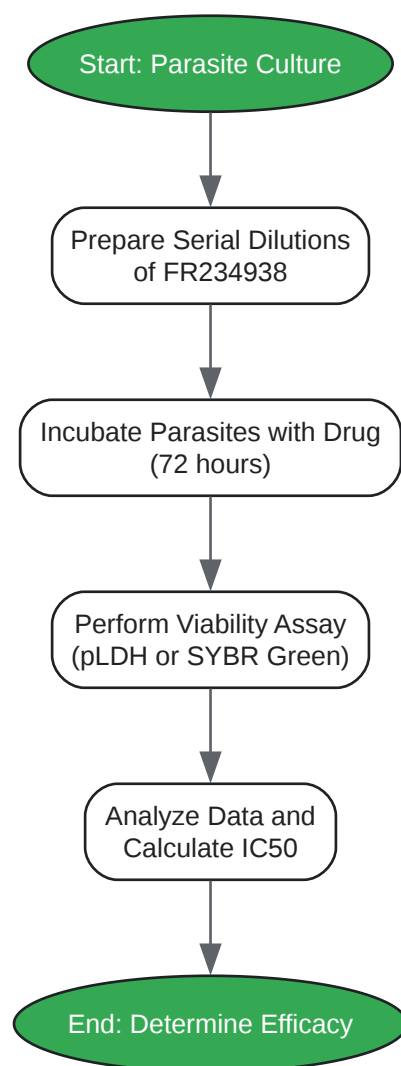 Start: Parasite Culture
Prepare Serial Dilutions
of FR234938
Incubate Parasites with Drug
(72 hours)
Perform Viability Assay
(pLDH or SYBR Green)
Analyze Data and
Calculate IC50
End: Determine Efficacy